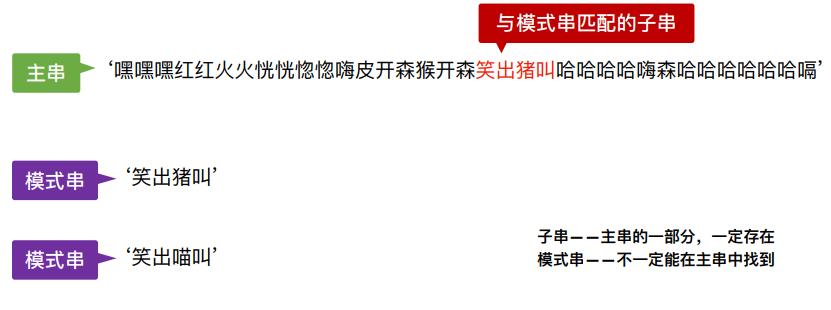 与模式串匹配的子串
主串
‘嘿嘿嘿红红火火恍恍惚惚嗨皮开森猴开森笑出猪叫哈哈哈哈嗨森哈哈哈哈哈哈嗝’
模式串
‘笑出猪叫’
模式串
‘笑出喵叫’
子串——主串的一部分，一定存在
模式串——不一定能在主串中找到